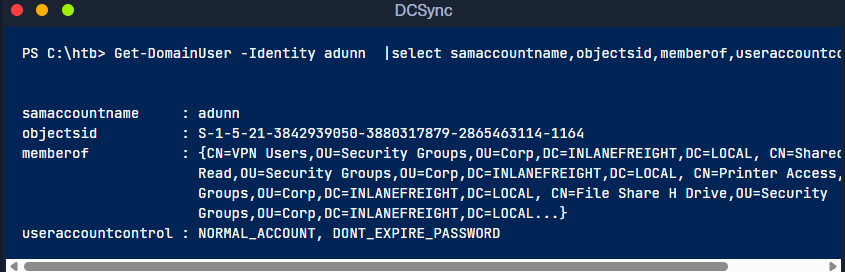 DCSync
PS C:\htb> Get-DomainUser -Identity adunn  |select samaccountname,objectsid,memberof,useraccountco
samaccountname     : adunn
objectsid          : S-1-5-21-3842939050-3880317879-2865463114-1164
memberof           : {CN=VPN Users,OU=Security Groups,OU=Corp,DC=INLANEFREIGHT,DC=LOCAL, CN=Shared
                     Read,OU=Security Groups,OU=Corp,DC=INLANEFREIGHT,DC=LOCAL, CN=Printer Access,
                     Groups,OU=Corp,DC=INLANEFREIGHT,DC=LOCAL, CN=File Share H Drive,OU=Security
                     Groups,OU=Corp,DC=INLANEFREIGHT,DC=LOCAL...}
useraccountcontrol : NORMAL_ACCOUNT, DONT_EXPIRE_PASSWORD